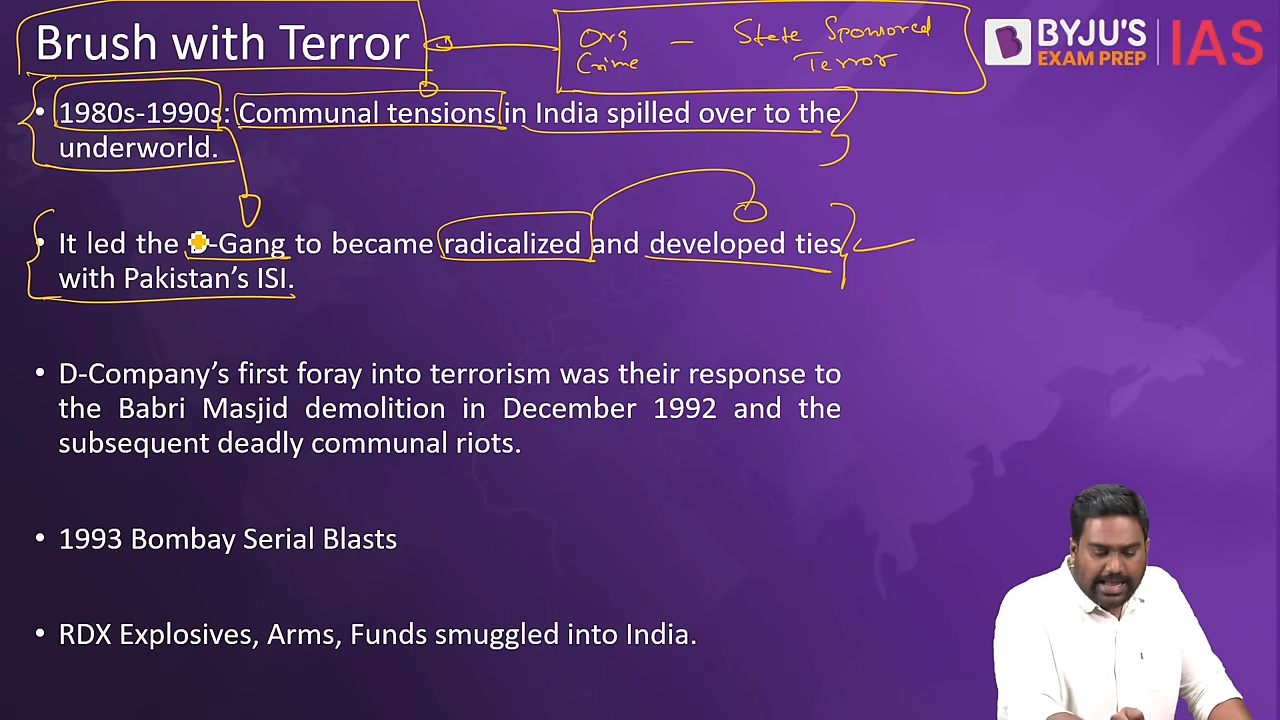 Brush with Terror
Org - State Sponsored
Crime Terror
BYJU'S
EXAM PREP
IAS
• 1980s-1990s: Communal tensions in India spilled over to the
underworld.
• It led the D-Gang to became radicalized and developed ties
with Pakistan's ISI.
• D-Company's first foray into terrorism was their response to
the Babri Masjid demolition in December 1992 and the
subsequent deadly communal riots.
• 1993 Bombay Serial Blasts
• RDX Explosives, Arms, Funds smuggled into India.